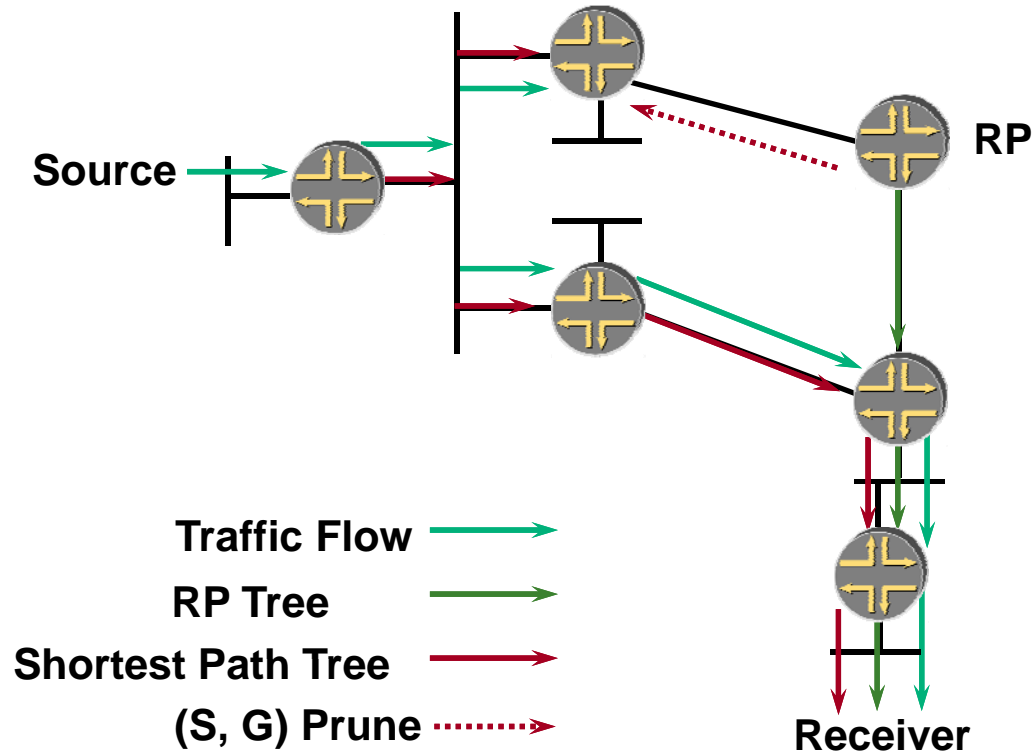 RP
Source
Traffic Flow
RP Tree
Shortest Path Tree
(S, G) Prune
Receiver